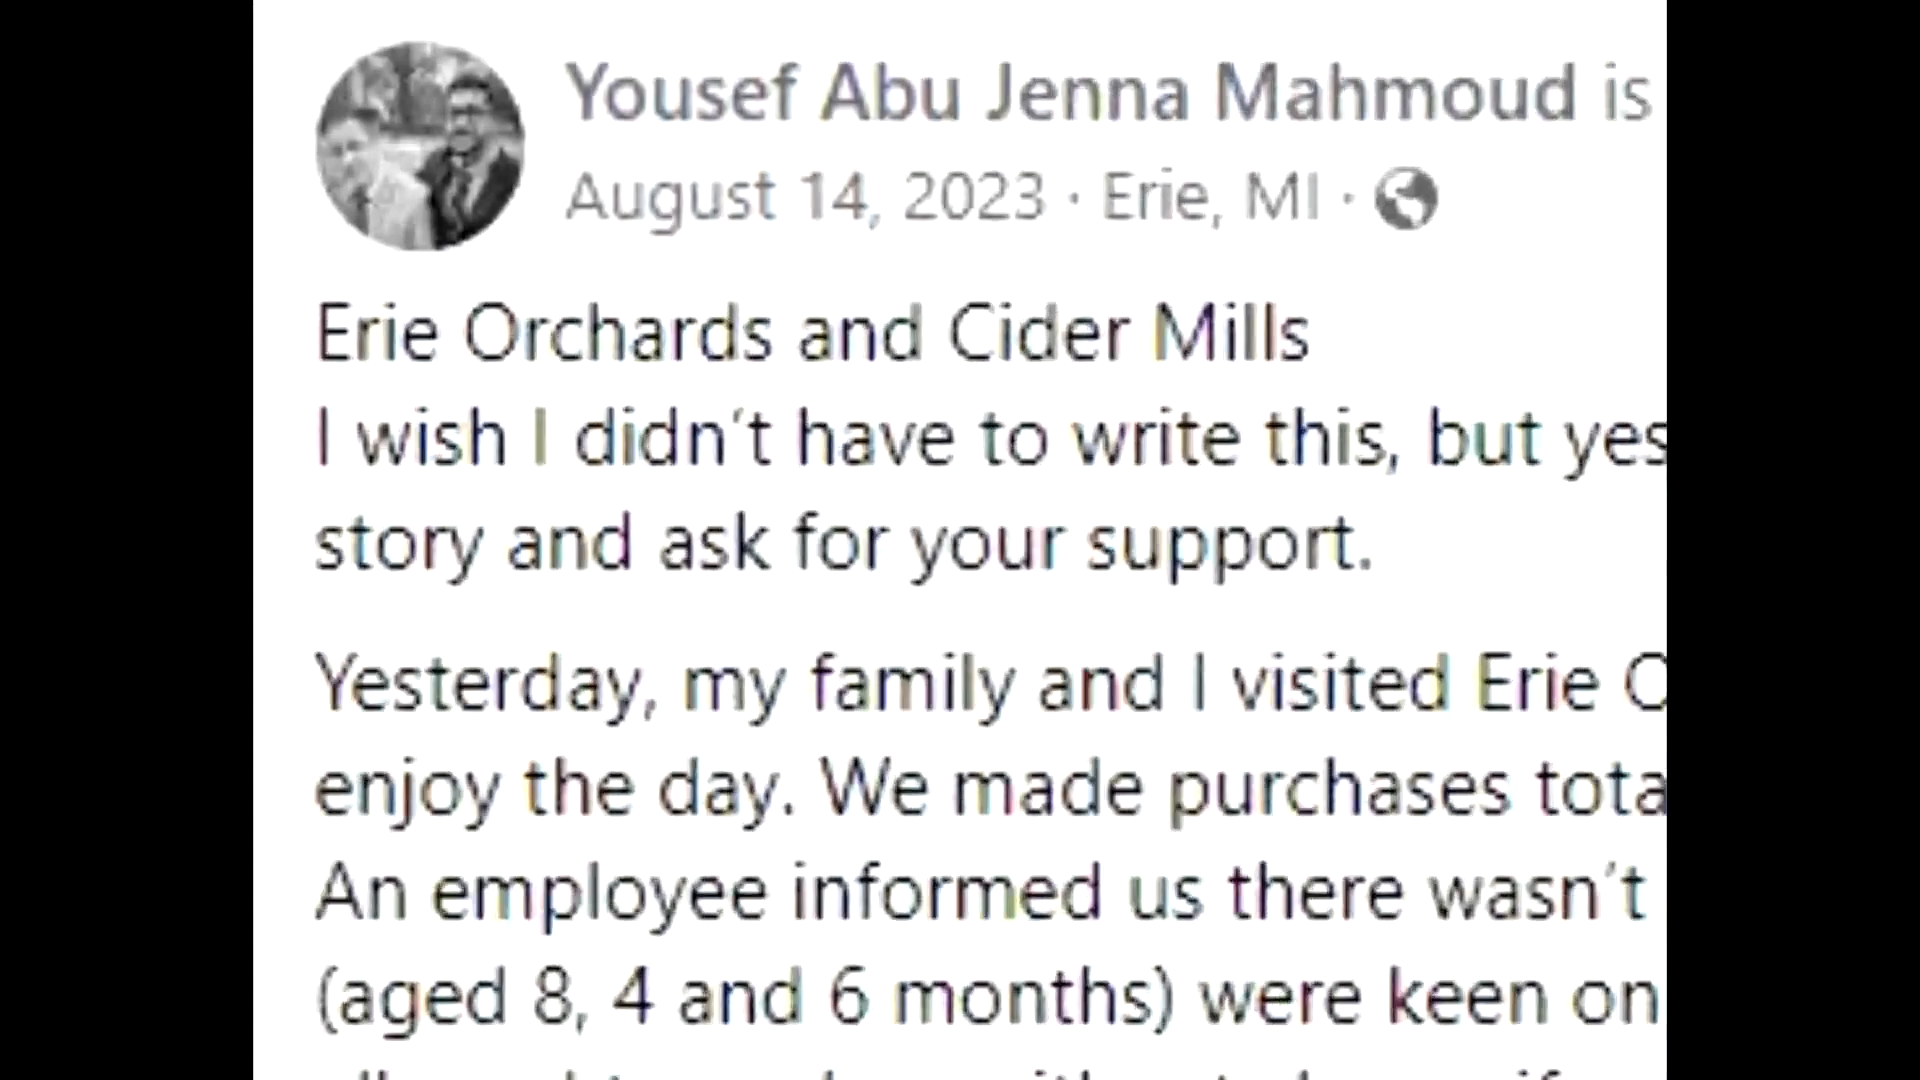 Yousef Abu Jenna Mahmoud is
August 14, 2023 · Erie, MI ·
Erie Orchards and Cider Mills
I wish I didn't have to write this, but yes
story and ask for your support.
Yesterday, my family and I visited Erie O
enjoy the day. We made purchases tota
An employee informed us there wasn't
(aged 8, 4 and 6 months) were keen on